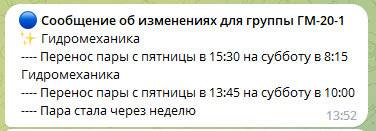 🔵 Сообщение об изменениях для группы ГМ-20-1
✨ Гидромеханика
---- Перенос пары с пятницы в 15:30 на субботу в 8:15
Гидромеханика
---- Перенос пары с пятницы в 13:45 на субботу в 10:00
---- Пара стала через неделю
13:52